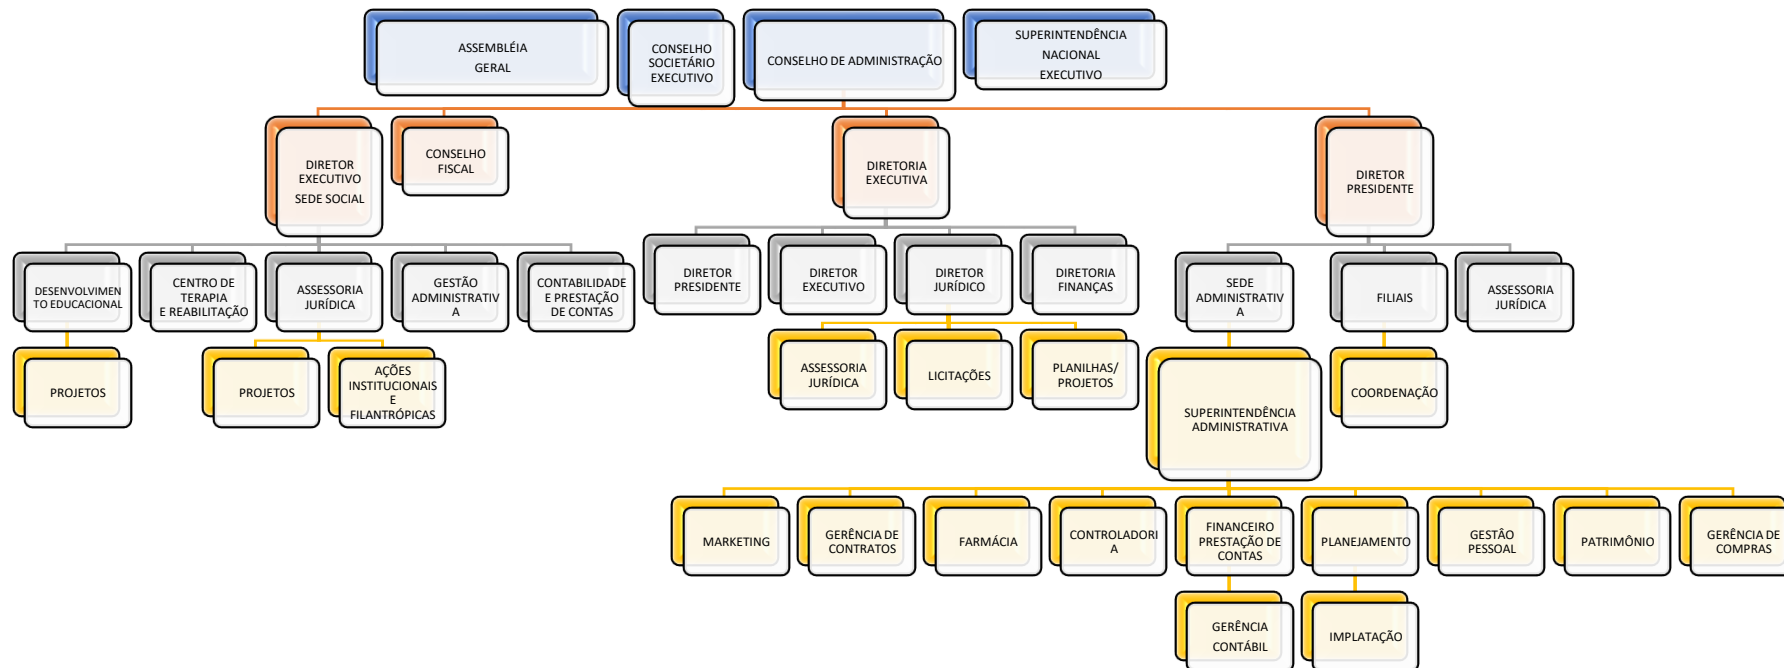 ASSEMBLÉIA
GERAL
CONSELHO
SOCIETÁRIO
EXECUTIVO
CONSELHO DE ADMINISTRAÇÃO
SUPERINTENDÊNCIA
NACIONAL
EXECUTIVO
DIRETOR
EXECUTIVO
SEDE SOCIAL
CONSELHO
FISCAL
DIRETORIA
EXECUTIVA
DIRETOR
PRESIDENTE
DESENVOLVIMEN
TO EDUCACIONAL
CENTRO DE
TERAPIA
E REABILITAÇÃO
ASSESSORIA
JURÍDICA
GESTÃO
ADMINISTRATIV
A
CONTABILIDADE
E PRESTAÇÃO
DE CONTAS
DIRETOR
PRESIDENTE
DIRETOR
EXECUTIVO
DIRETOR
JURÍDICO
DIRETORIA
FINANÇAS
SEDE
ADMINISTRATIV
A
FILIAIS
ASSESSORIA
JURÍDICA
PROJETOS
PROJETOS
AÇÕES
INSTITUCIONAIS
E
FILANTRÓPICAS
ASSESSORIA
JURÍDICA
LICITAÇÕES
PLANILHAS/
PROJETOS
SUPERINTENDÊNCIA
ADMINISTRATIVA
COORDENAÇÃO
MARKETING
GERÊNCIA DE
CONTRATOS
FARMÁCIA
CONTROLADORI
A
FINANCEIRO
PRESTAÇÃO DE
CONTAS
PLANEJAMENTO
GESTÂO
PESSOAL
PATRIMÔNIO
GERÊNCIA DE
COMPRAS
GERÊNCIA
CONTÁBIL
IMPLATAÇÃO